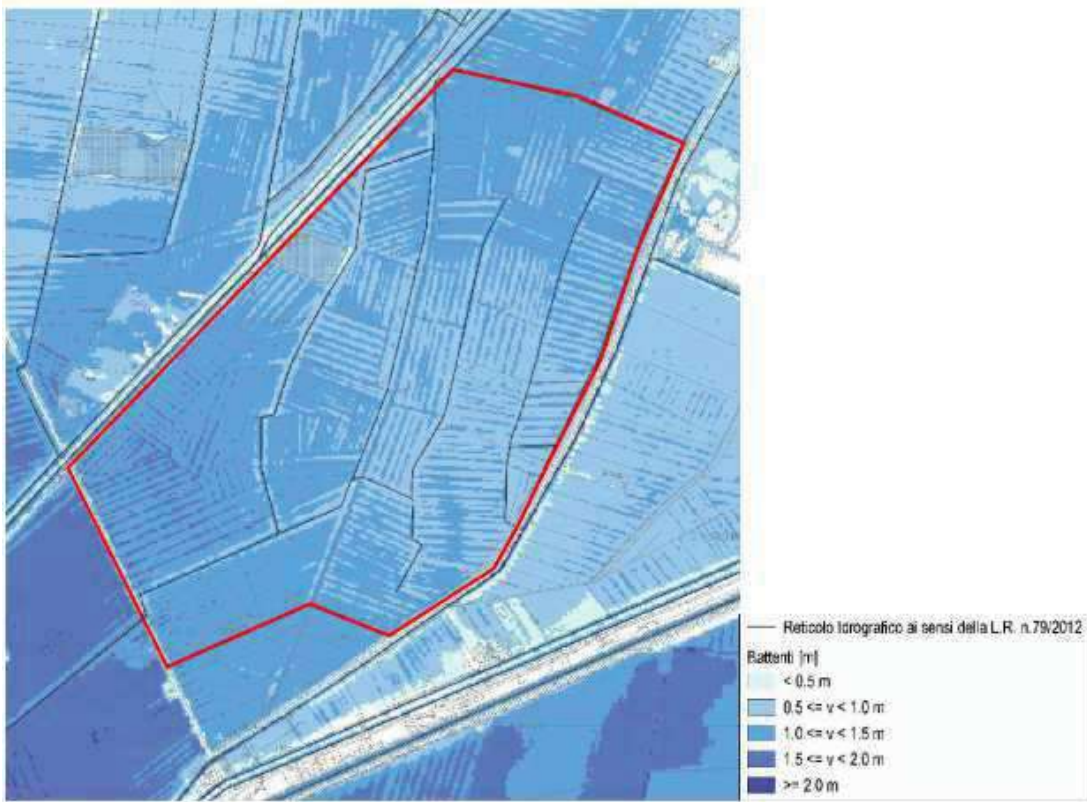 Reticolo Idrografico ai sensi della L.R. n.79/2012
Battenti [m]
< 0.5 m
0.5 <= v < 1.0 m
1.0 <= v < 1.5 m
1.5 <= v < 2.0 m
>= 2.0 m